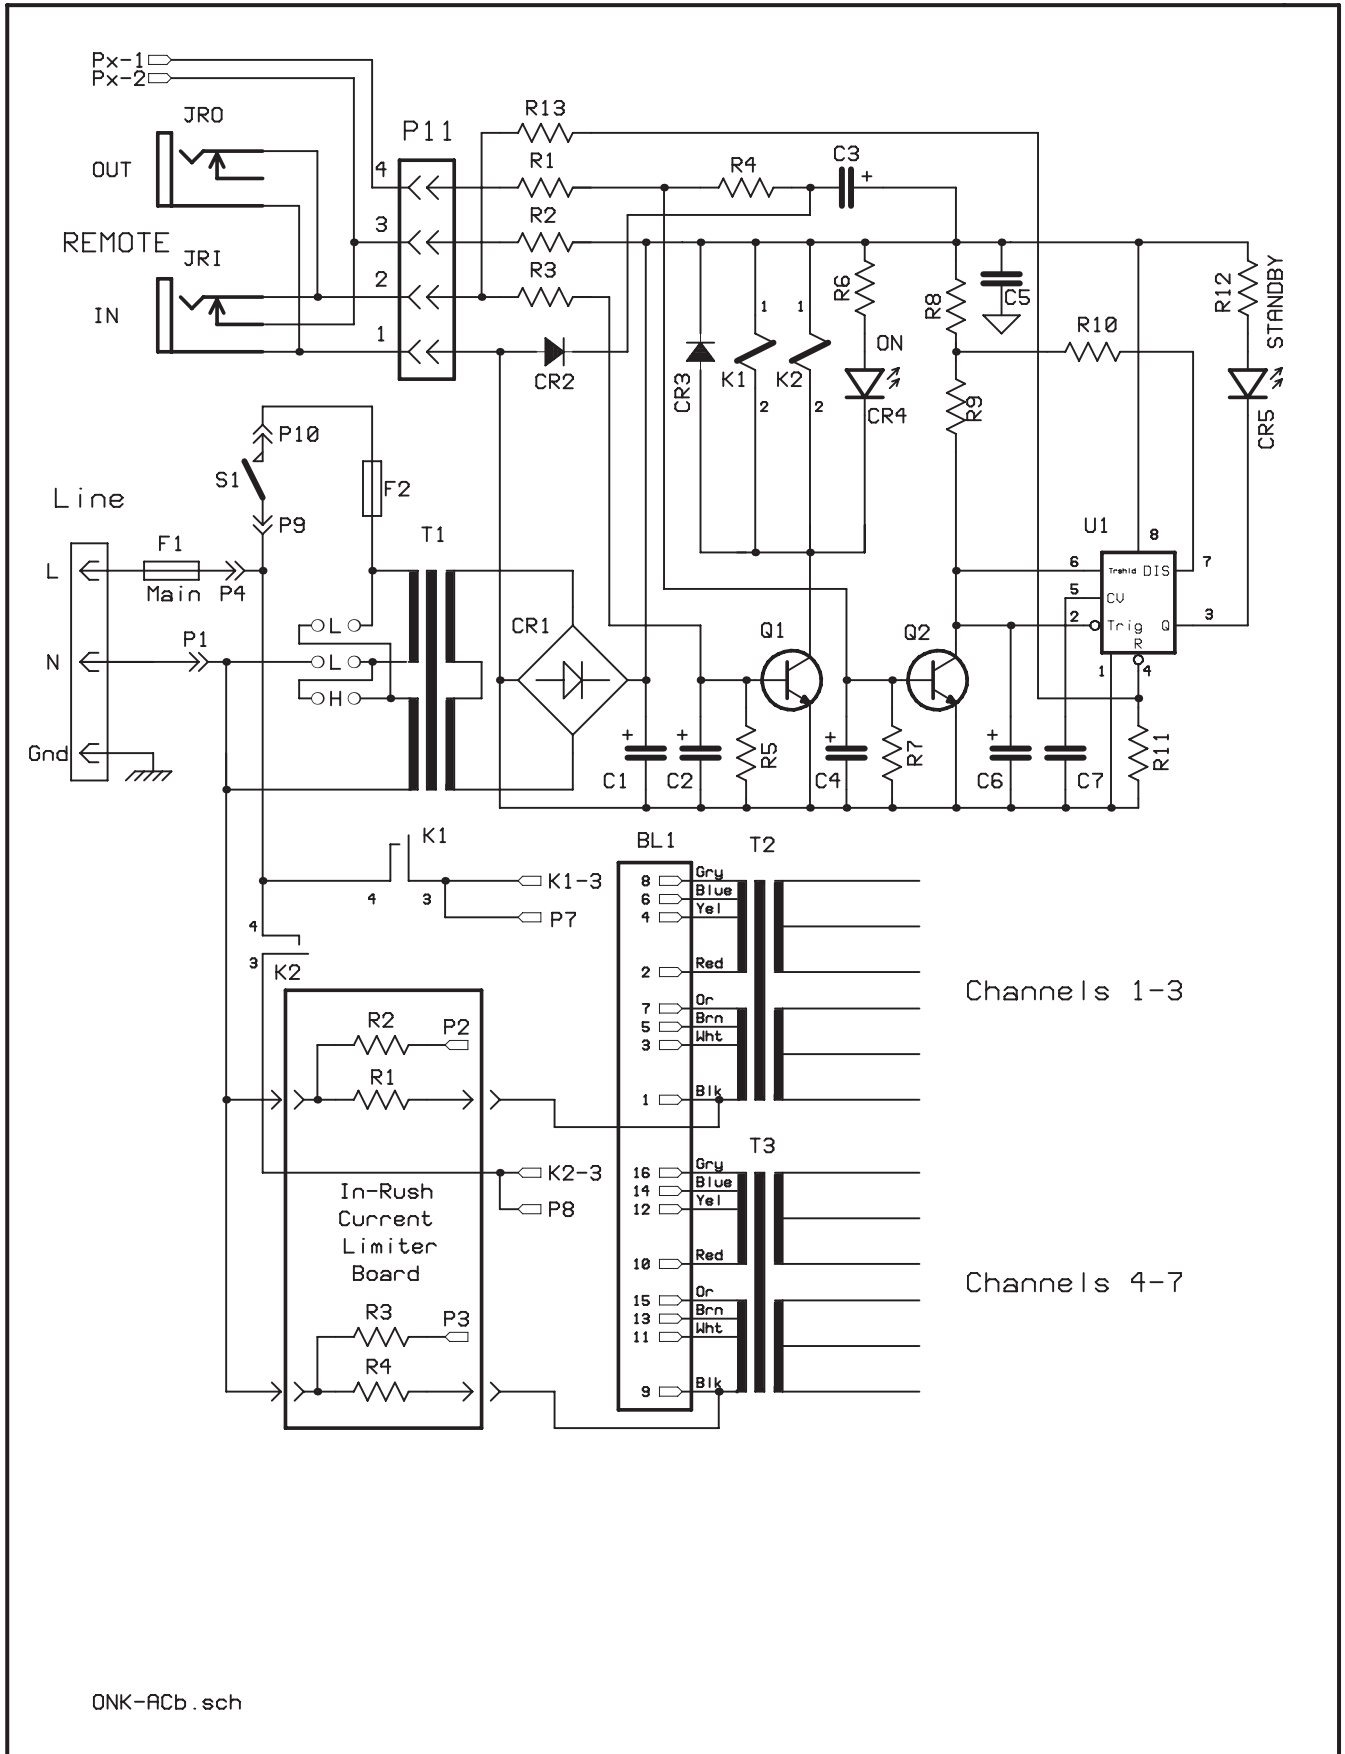 Px-1
Px-2
JRO
OUT
REMOTE
JRI
IN
P11
4
3
2
1
R13
R1
R2
R3
CR2
R4
C3
+
CR3
1
K1
2
1
K2
2
R6
ON
CR4
R8
R9
C5
R10
R12
STANDBY
CR5
P10
S1
P9
F2
Line
L
F1
Main
P4
N
P1
Gnd
L
L
H
T1
CR1
U1
8
6
Trshld
DIS
7
5
CV
2
Trig
Q
3
R
1
4
Q1
Q2
+
C1
+
C2
R5
+
C4
R7
+
C6
C7
R11
K1
4
3
K1-3
P7
4
3
K2
BL1
T2
8
Gry
6
Blue
4
Yel
2
Red
7
Or
5
Brn
3
Wht
1
Blk
Channels 1-3
R2
P2
R1
K2-3
P8
In-Rush
Current
Limiter
Board
R3
P3
R4
T3
16
Gry
14
Blue
12
Yel
10
Red
15
Or
13
Brn
11
Wht
9
Blk
Channels 4-7
ONK-ACb.sch